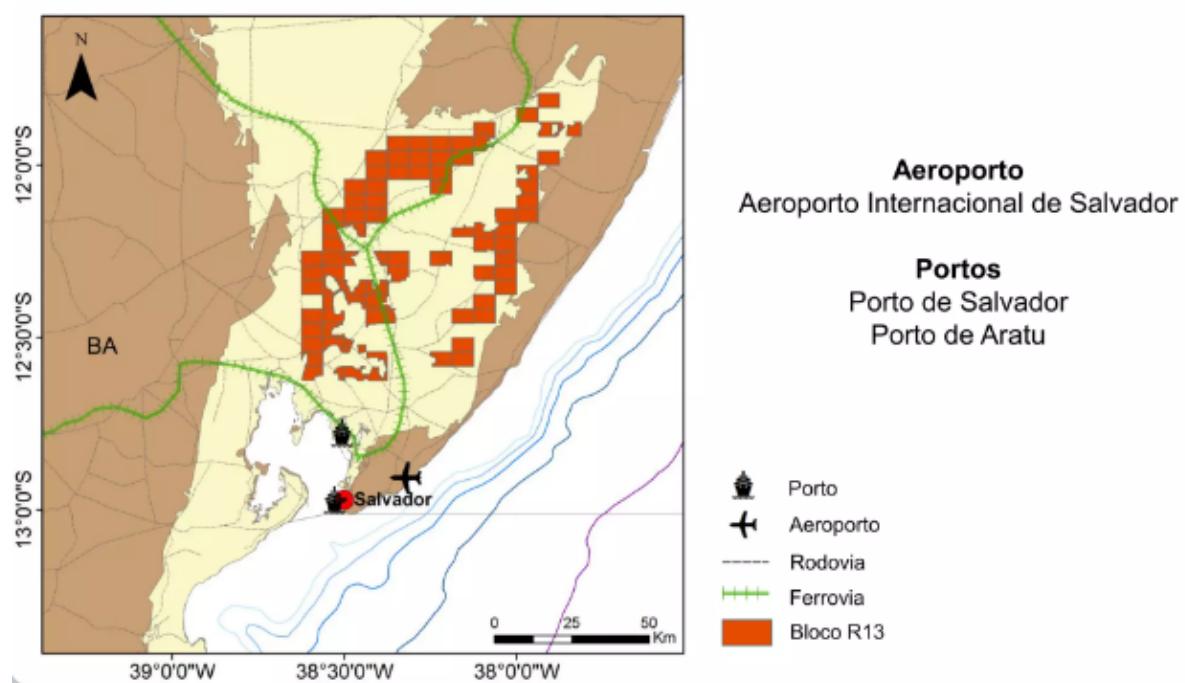 N
12°0'0"S
12°30'0"S
13°0'0"S
BA
Salvador
0 25 50
Km
39°0'0"W 38°30'0"W 38°0'0"W
Aeroporto
Aeroporto Internacional de Salvador
Portos
Porto de Salvador
Porto de Aratu
Porto
Aeroporto
Rodovia
Ferrovia
Bloco R13